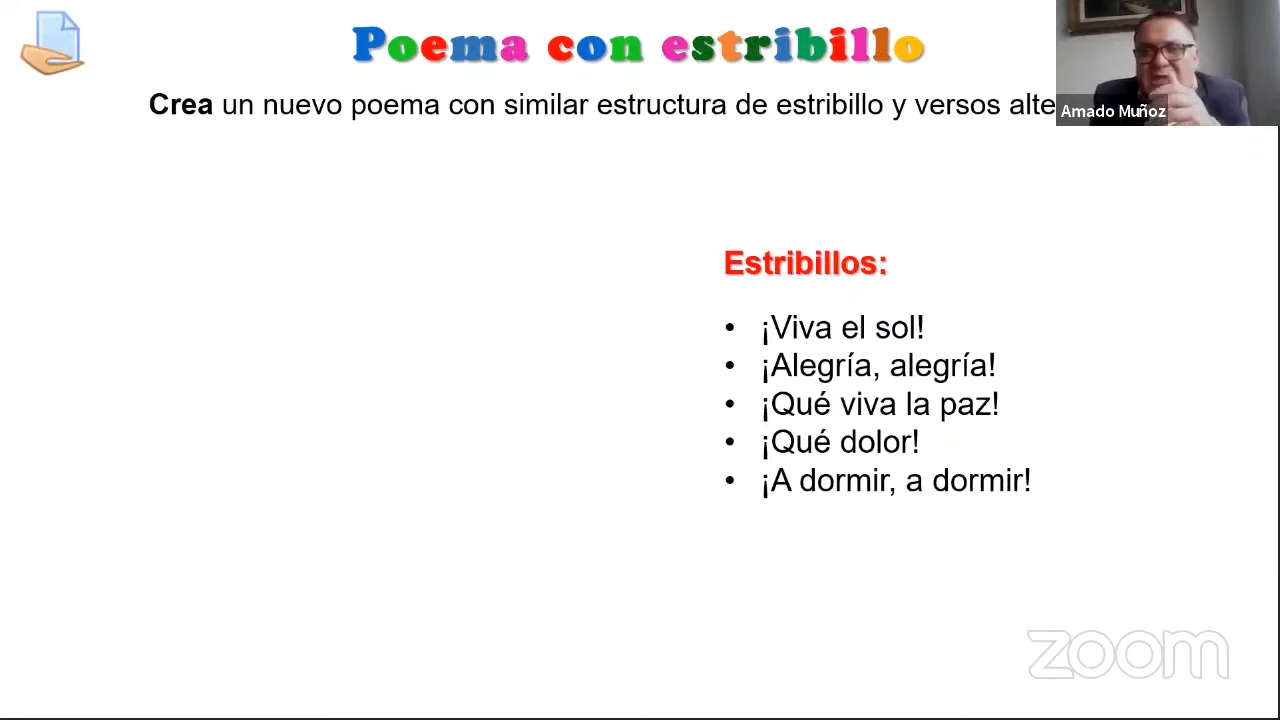 Poema con estribillo
Crea un nuevo poema con similar estructura de estribillo y versos alte
Amado Muñoz
Estribillos:
• ¡Viva el sol!
• ¡Alegría, alegría!
• ¡Qué viva la paz!
• ¡Qué dolor!
• ¡A dormir, a dormir!
zoom